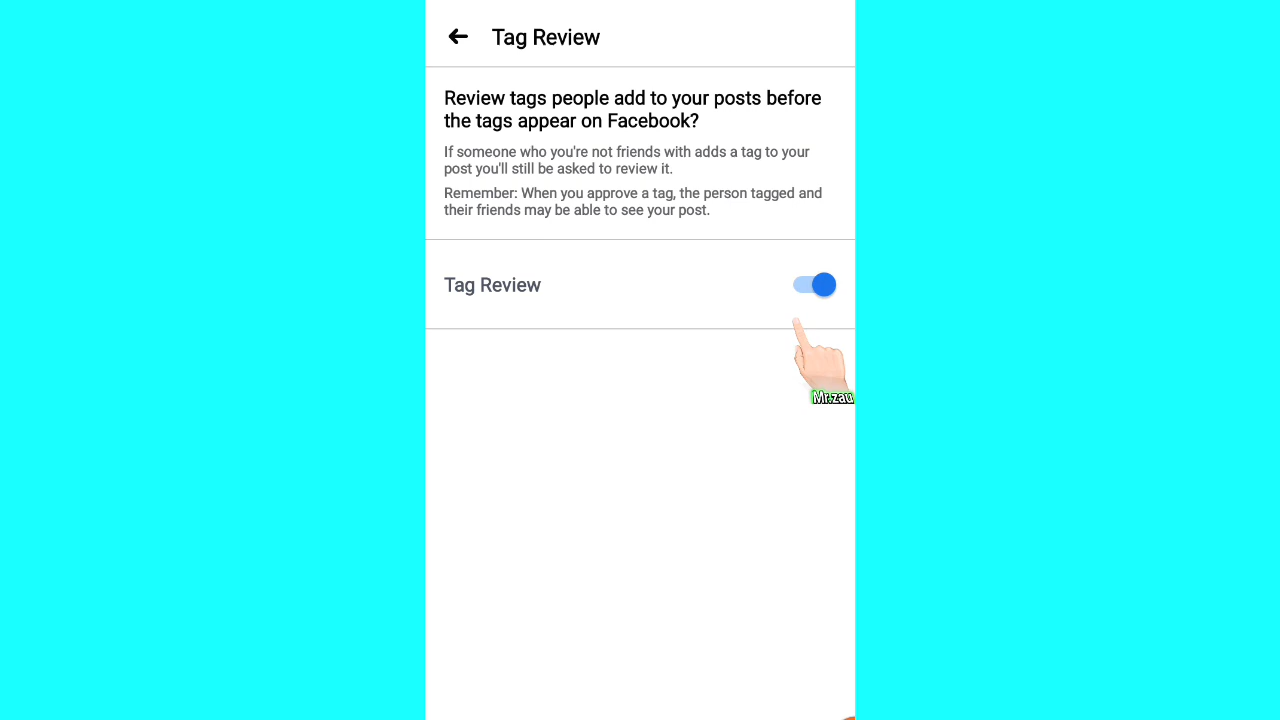 Tag Review
Review tags people add to your posts before
the tags appear on Facebook?
If someone who you're not friends with adds a tag to your
post you'll still be asked to review it.
Remember: When you approve a tag, the person tagged and
their friends may be able to see your post.
Tag Review
Mr.zau